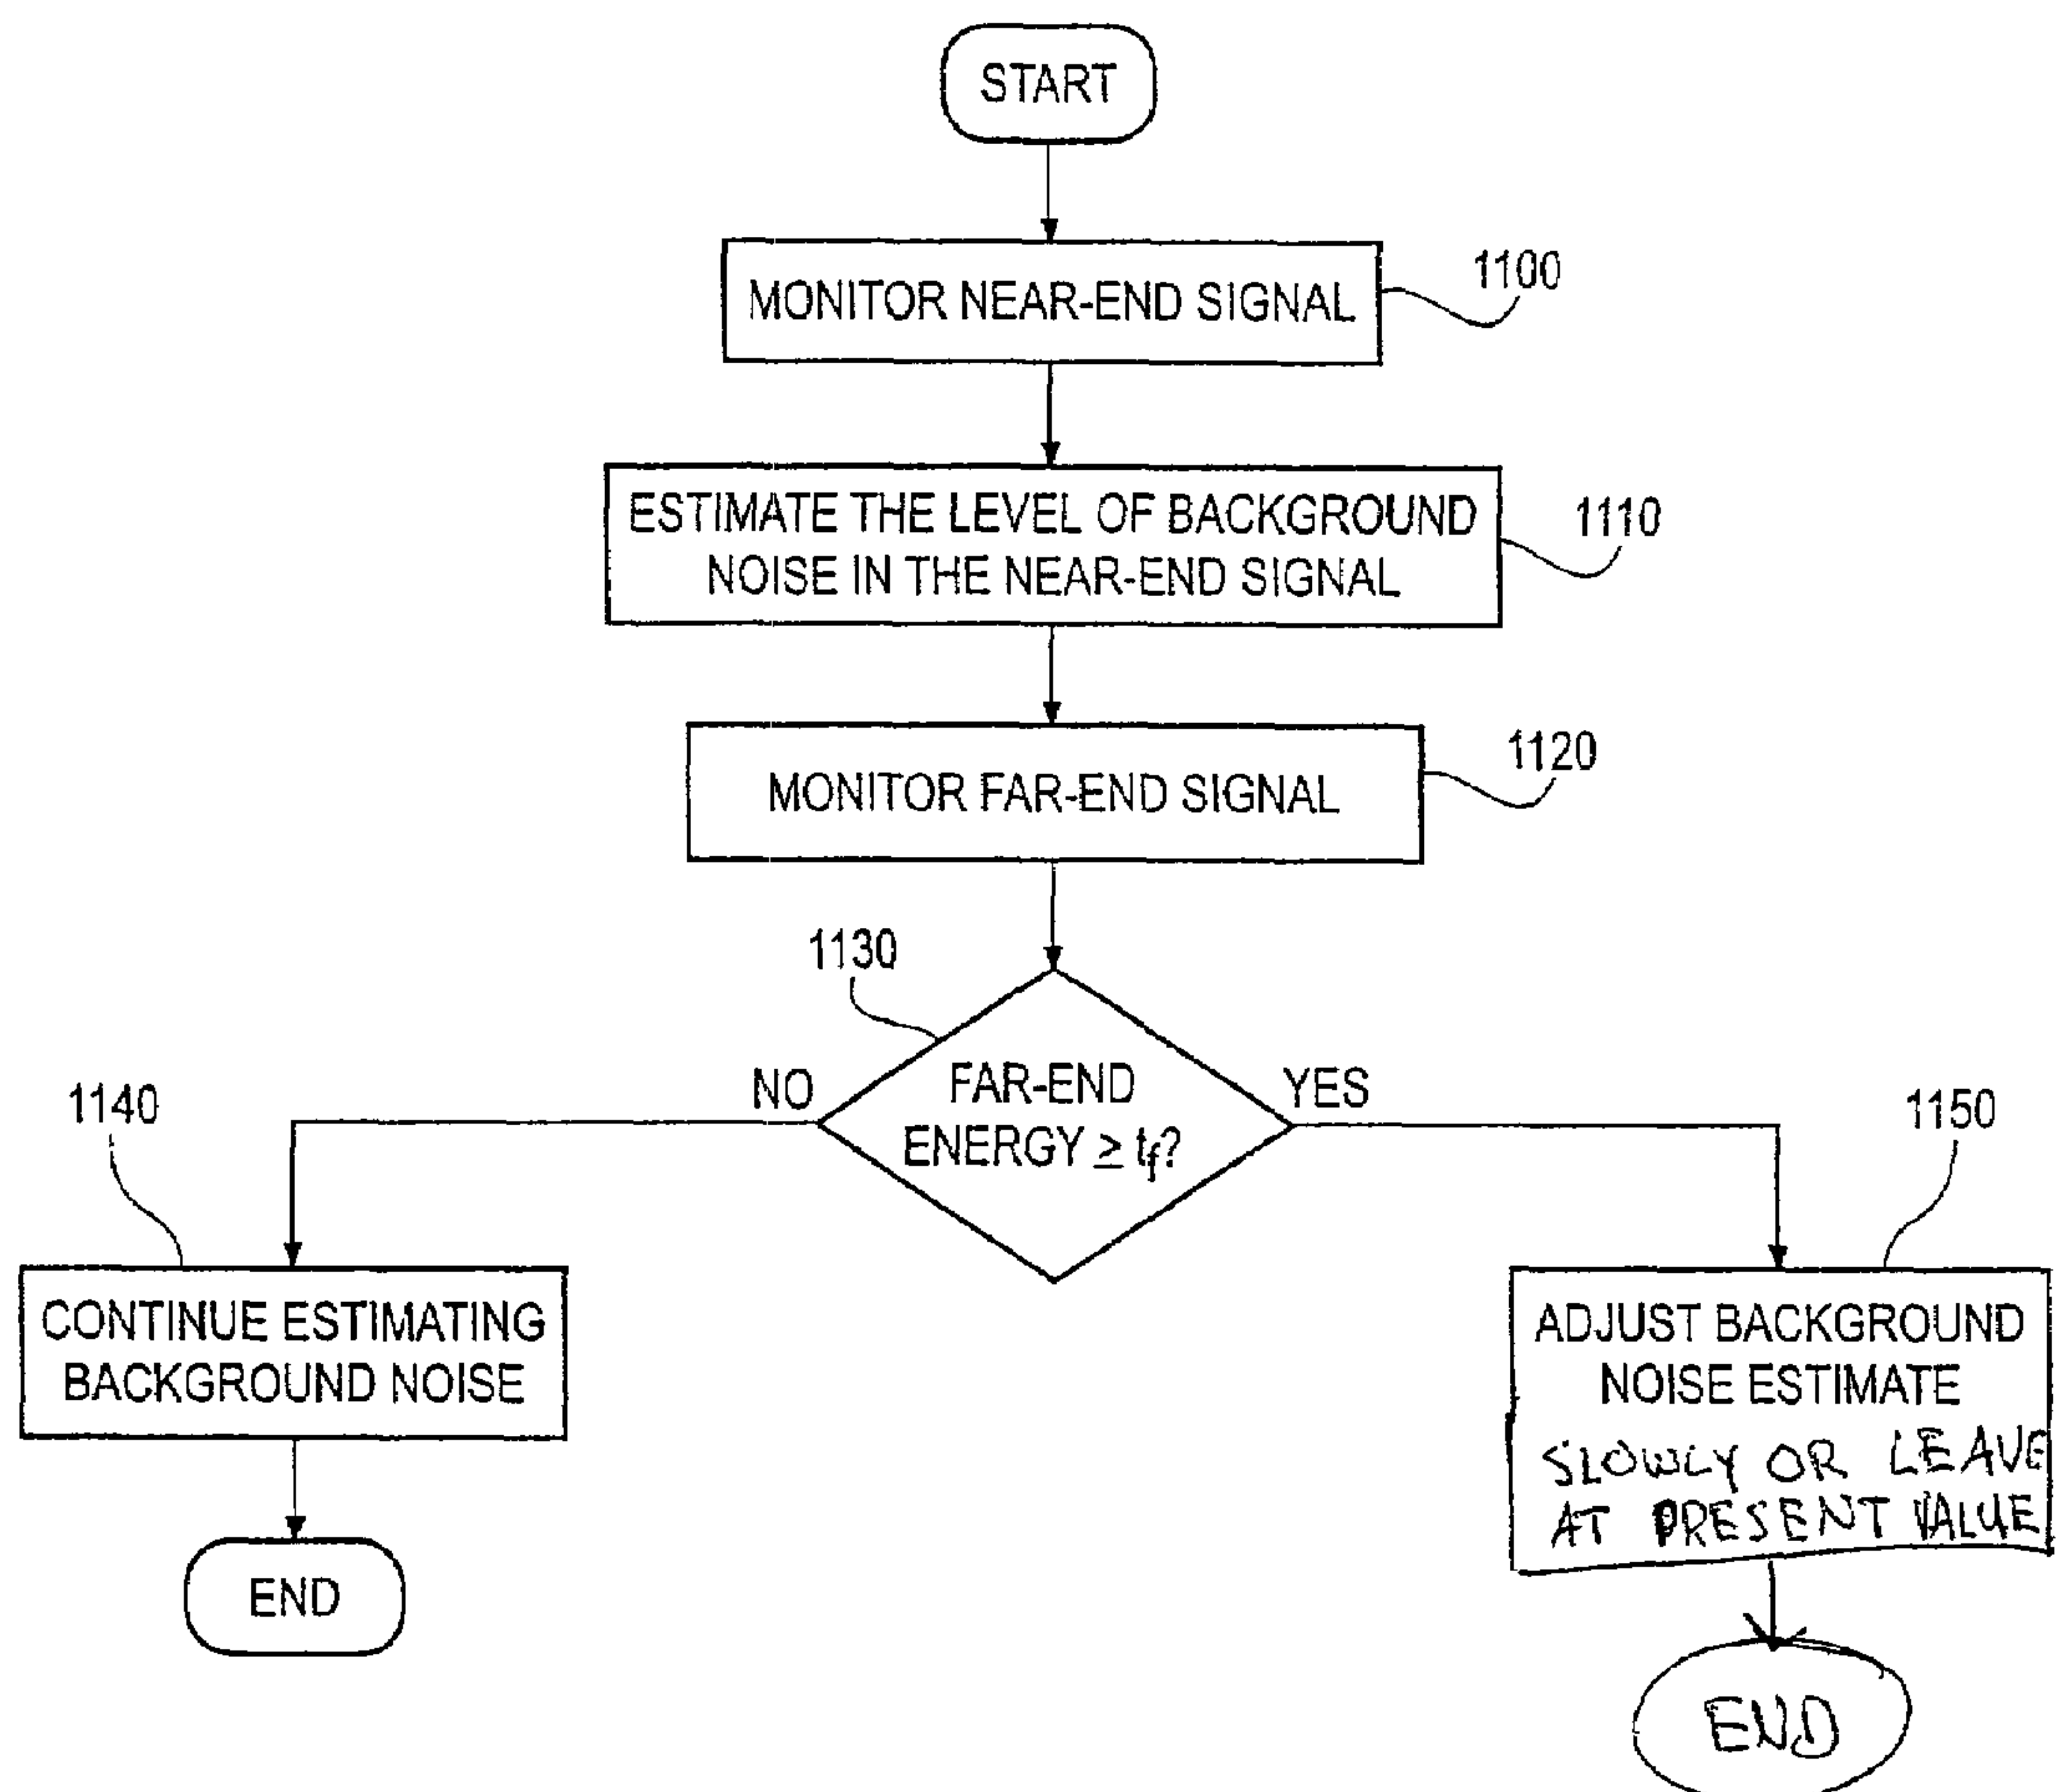 START
MONITOR NEAR-END SIGNAL
1100
ESTIMATE THE LEVEL OF BACKGROUND
NOISE IN THE NEAR-END SIGNAL
1110
MONITOR FAR-END SIGNAL
1120
1130
FAR-END
ENERGY ≥ tf?
NO
YES
1140
CONTINUE ESTIMATING
BACKGROUND NOISE
END
1150
ADJUST BACKGROUND
NOISE ESTIMATE
SLOWLY OR LEAVE
AT PRESENT VALUE
END